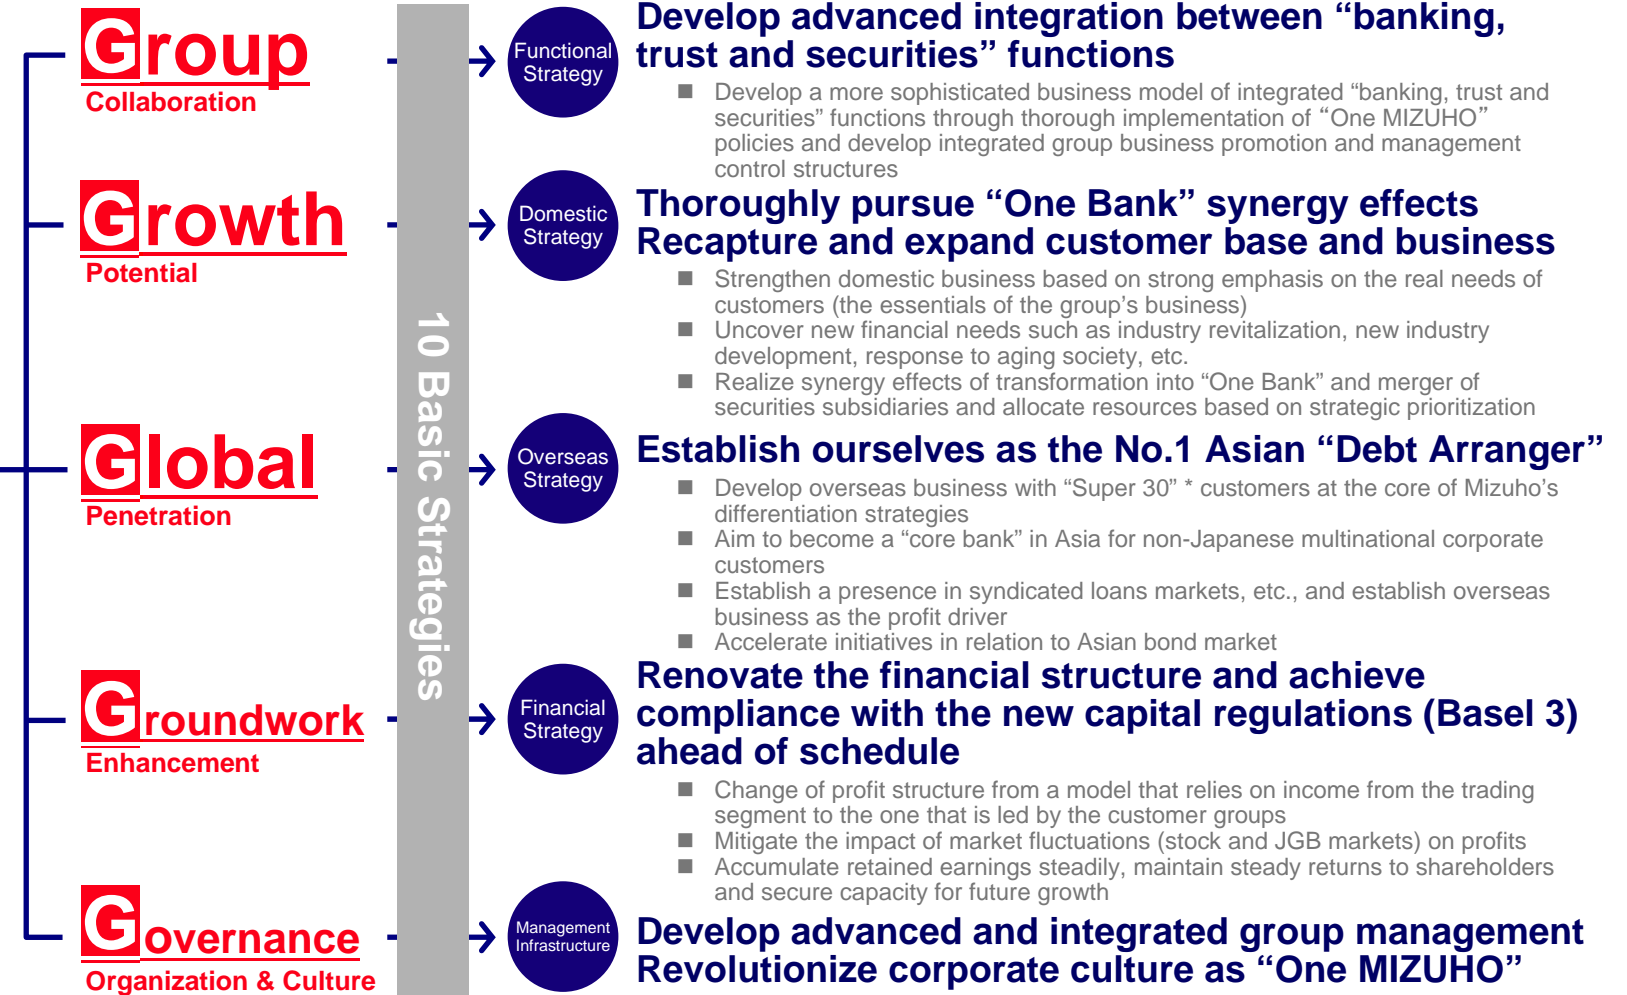 Group
Collaboration
Functional
Strategy
Develop advanced integration between “banking,
trust and securities” functions
■ Develop a more sophisticated business model of integrated “banking, trust and
securities” functions through thorough implementation of “One MIZUHO”
policies and develop integrated group business promotion and management
control structures
Growth
Potential
Domestic
Strategy
Thoroughly pursue “One Bank” synergy effects
Recapture and expand customer base and business
■ Strengthen domestic business based on strong emphasis on the real needs of
customers (the essentials of the group’s business)
■ Uncover new financial needs such as industry revitalization, new industry
development, response to aging society, etc.
■ Realize synergy effects of transformation into “One Bank” and merger of
securities subsidiaries and allocate resources based on strategic prioritization
10 Basic Strategies
Global
Penetration
Overseas
Strategy
Establish ourselves as the No.1 Asian “Debt Arranger”
■ Develop overseas business with “Super 30” * customers at the core of Mizuho’s
differentiation strategies
■ Aim to become a “core bank” in Asia for non-Japanese multinational corporate
customers
■ Establish a presence in syndicated loans markets, etc., and establish overseas
business as the profit driver
■ Accelerate initiatives in relation to Asian bond market
Groundwork
Enhancement
Financial
Strategy
Renovate the financial structure and achieve
compliance with the new capital regulations (Basel 3)
ahead of schedule
■ Change of profit structure from a model that relies on income from the trading
segment to the one that is led by the customer groups
■ Mitigate the impact of market fluctuations (stock and JGB markets) on profits
■ Accumulate retained earnings steadily, maintain steady returns to shareholders
and secure capacity for future growth
Governance
Organization & Culture
Management
Infrastructure
Develop advanced and integrated group management
Revolutionize corporate culture as “One MIZUHO”